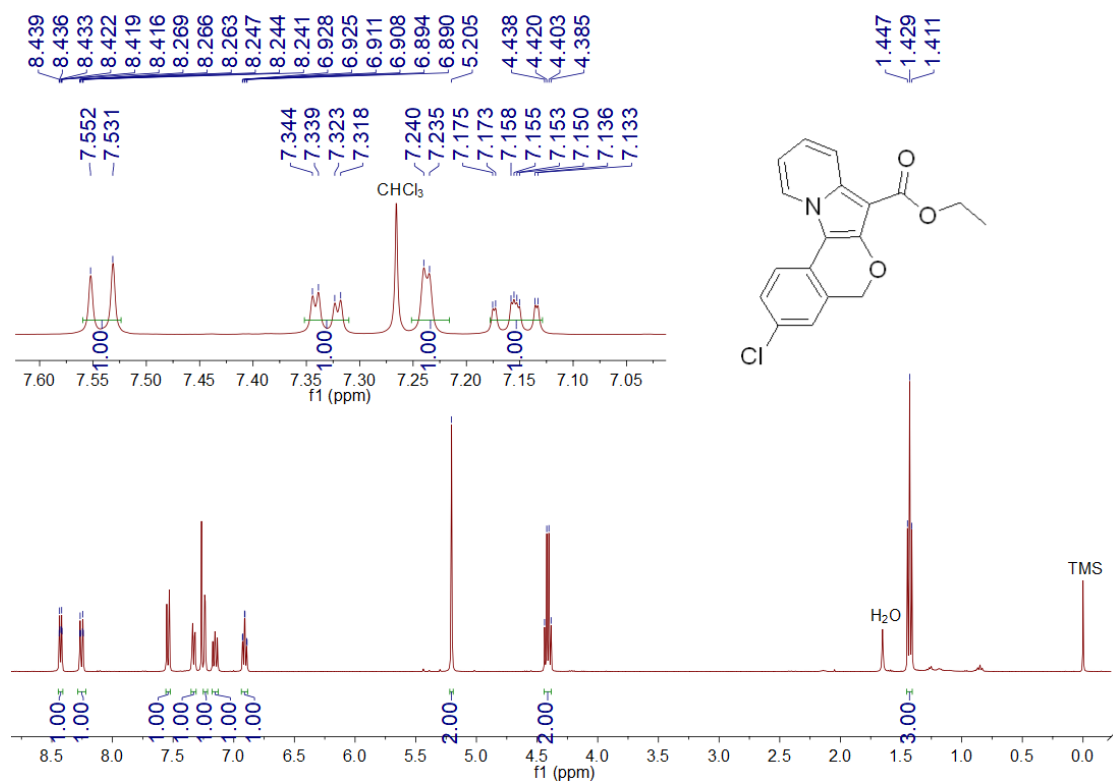 8.439 8.436 8.433 8.422 8.419 8.416 8.269 8.266 8.263 8.247 8.244 8.241 6.928 6.925 6.911 6.908 6.894 6.890 5.205 4.438 4.420 4.403 4.385 1.447 1.429 1.411
7.552 7.531 7.344 7.339 7.323 7.318 7.240 7.235 7.175 7.173 7.158 7.155 7.153 7.150 7.136 7.133
CHCl3
1.00 1.00 1.00 1.00
7.60 7.55 7.50 7.45 7.40 7.35 7.30 7.25 7.20 7.15 7.10 7.05
f1 (ppm)
O
N
O
O
Cl
TMS
H2O
1.00 1.00 1.00 1.00 1.00 1.00 1.00 2.00 2.00 3.00
8.5 8.0 7.5 7.0 6.5 6.0 5.5 5.0 4.5 4.0 3.5 3.0 2.5 2.0 1.5 1.0 0.5 0.0
f1 (ppm)